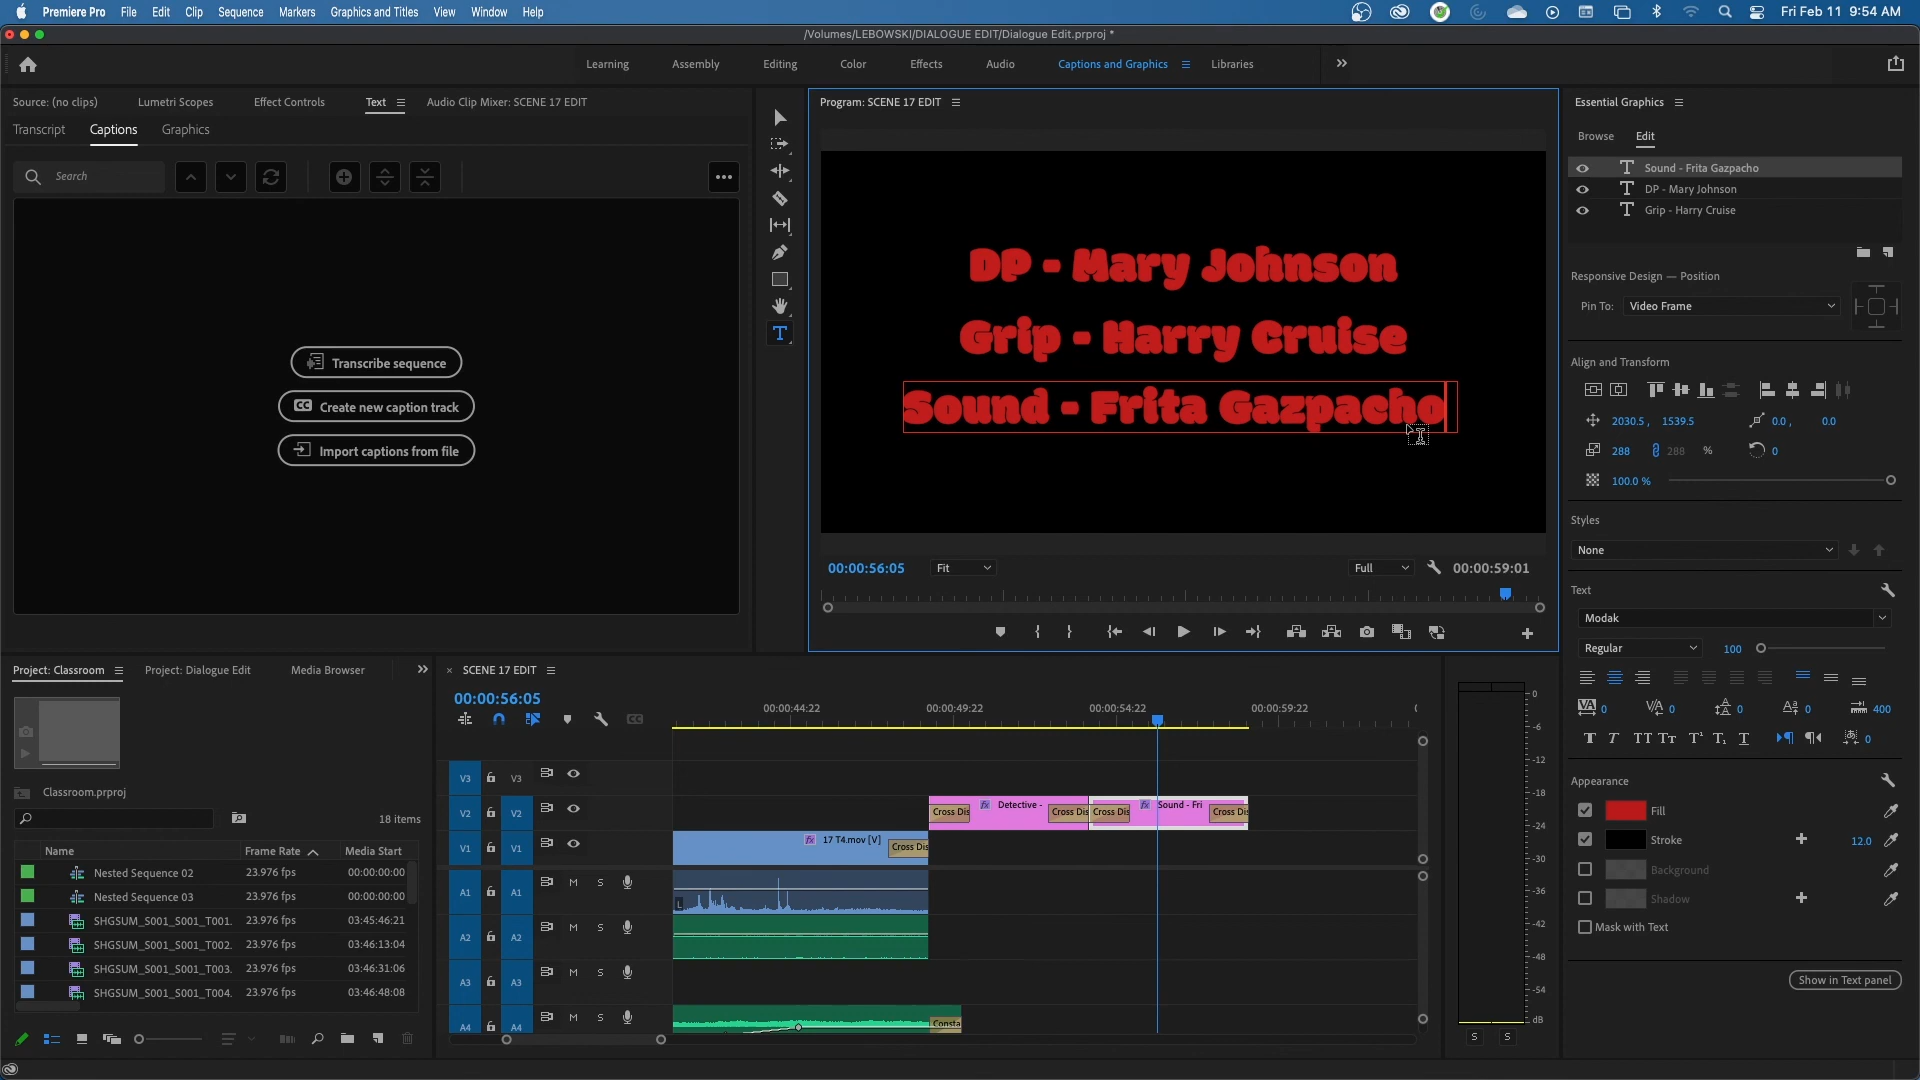 Premiere Pro File Edit Clip Sequence Markers Graphics and Titles View Window Help Fri Feb 11 9:54 AM
/Volumes/LEBOWSKI/DIALOGUE EDIT/Dialogue Edit.prproj *
Learning Assembly Editing Color Effects Audio Captions and Graphics Libraries
Source: (no clips) Lumetri Scopes Effect Controls Text Audio Clip Mixer: SCENE 17 EDIT
Transcript Captions Graphics
Search
Transcribe sequence
CC Create new caption track
Import captions from file
Program: SCENE 17 EDIT
DP - Mary Johnson
Grip - Harry Cruise
Sound - Frita Gazpacho
00:00:56:05 Fit Full 00:00:59:01
Essential Graphics
Browse Edit
Sound - Frita Gazpacho
DP - Mary Johnson
Grip - Harry Cruise
Responsive Design — Position
Pin To: Video Frame
Align and Transform
2030.5 , 1539.5 0.0 , 0.0
288 288 % 0
100.0 %
Styles
None
Text
Modak
Regular 100
0 0 0 0 400
0
Appearance
Fill
Stroke 12.0
Background
Shadow
Mask with Text
Show in Text panel
Project: Classroom Project: Dialogue Edit Media Browser
Classroom.prproj
18 items
Name Frame Rate Media Start
Nested Sequence 02 23.976 fps 00:00:00:00
Nested Sequence 03 23.976 fps 00:00:00:00
SHGSUM_S001_S001_T001. 23.976 fps 03:45:46:21
SHGSUM_S001_S001_T002. 23.976 fps 03:46:13:04
SHGSUM_S001_S001_T003. 23.976 fps 03:46:31:06
SHGSUM_S001_S001_T004. 23.976 fps 03:46:48:08
× SCENE 17 EDIT
00:00:56:05
00:00:44:22 00:00:49:22 00:00:54:22 00:00:59:22
V3 V3
V2 V2 Cross Dis Detective - Cross Dis Cross Dis Sound - Fri Cross Dis
V1 V1 17 T4.mov [V] Cross Dis
A1 A1 M S L
A2 A2 M S
A3 A3 M S
A4 A4 M S Consta
0
-6
-12
-18
-24
-30
-36
-42
-48
-54
dB
S S